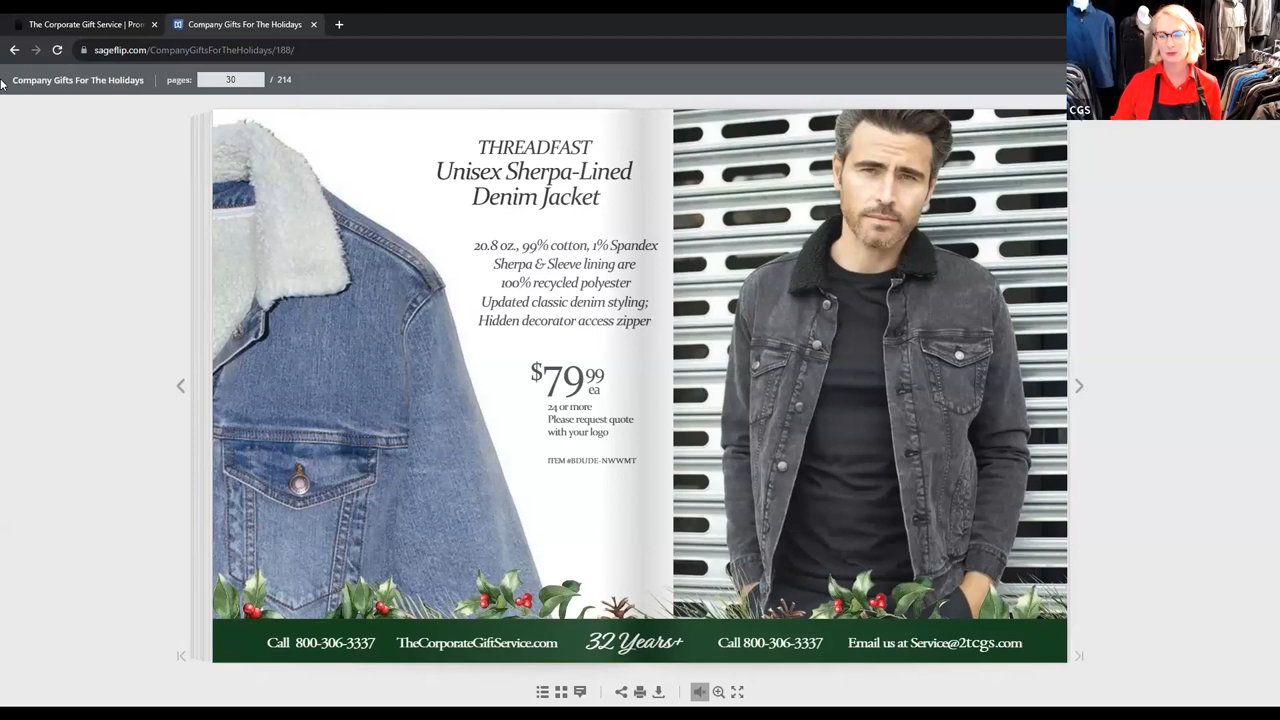 The Corporate Gift Service | Pron
Company Gifts For The Holidays
sageflip.com/CompanyGiftsForTheHolidays/188/
Company Gifts For The Holidays
pages:
30
/ 214
CGS
THREADFAST
Unisex Sherpa-Lined
Denim Jacket
20.8 oz., 99% cotton, 1% Spandex
Sherpa & Sleeve lining are
100% recycled polyester
Updated classic denim styling;
Hidden decorator access zipper
$79 99
ea
24 or more
Please request quote
with your logo
ITEM #BDUDE-NWWMT
Call 800-306-3337 TheCorporateGiftService.com 32 Years+ Call 800-306-3337 Email us at Service@2tcgs.com